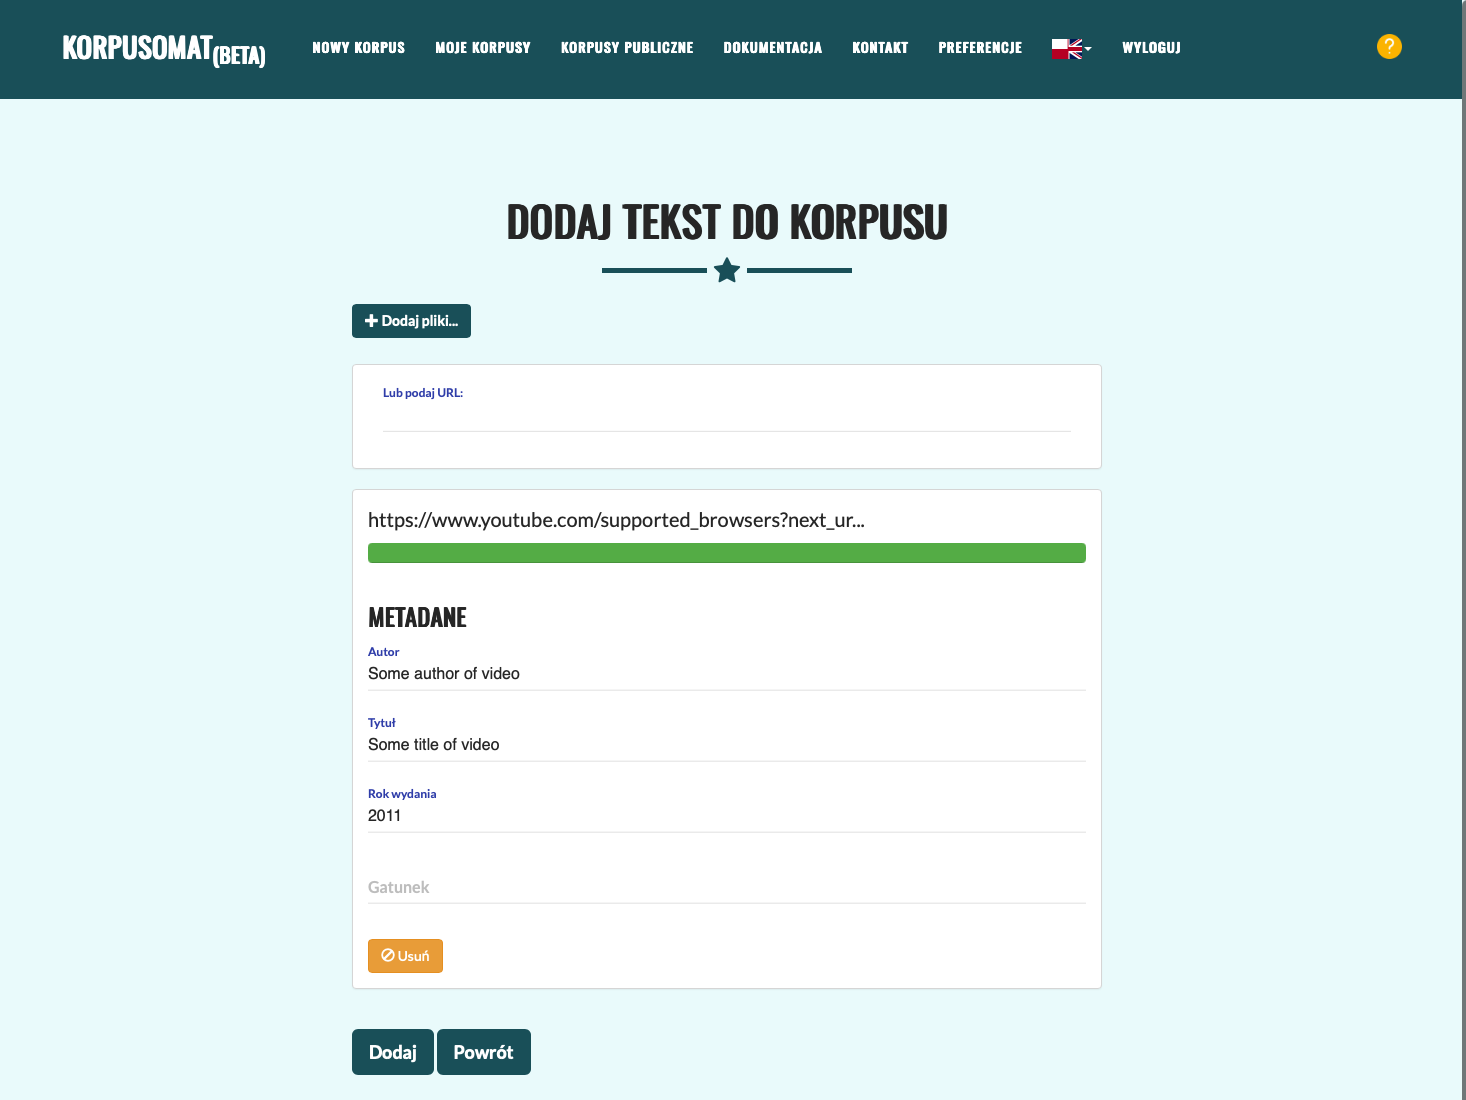 KORPUSOMAT(BETA) NOWY KORPUS MOJE KORPUSY KORPUSY PUBLICZNE DOKUMENTACJA KONTAKT PREFERENCJE WYLOGUJ ?
DODAJ TEKST DO KORPUSU
Dodaj pliki...
Lub podaj URL:
https://www.youtube.com/supported_browsers?next_ur...
METADANE
Autor
Some author of video
Tytuł
Some title of video
Rok wydania
2011
Gatunek
Usuń
Dodaj Powrót